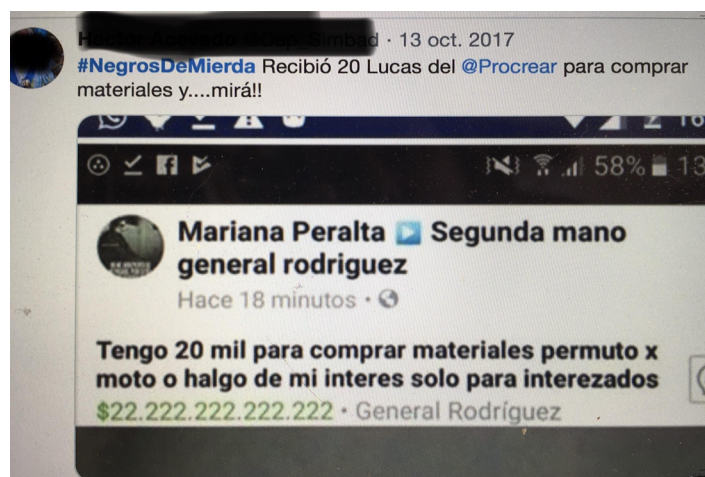 · 13 oct. 2017
#NegrosDeMierda Recibió 20 Lucas del @Procrear para comprar
materiales y....mirá!!
58%
Mariana Peralta ▶ Segunda mano
general rodriguez
Hace 18 minutos ·
Tengo 20 mil para comprar materiales permuto x
moto o halgo de mi interes solo para interezados
$22.222.222.222.222 · General Rodríguez